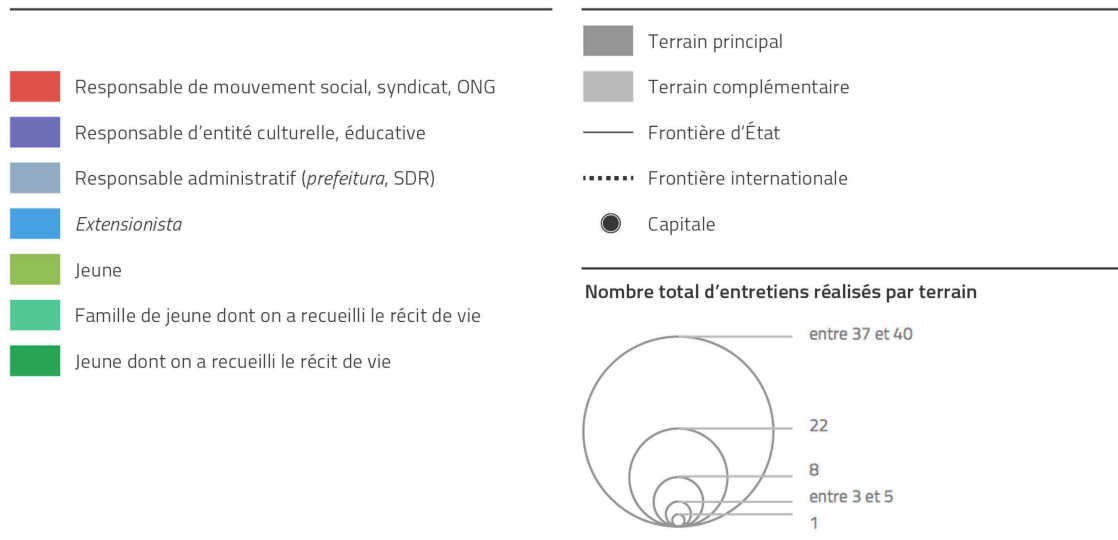 Responsable de mouvement social, syndicat, ONG
Responsable d’entité culturelle, éducative
Responsable administratif (prefeitura, SDR)
Extensionista
Jeune
Famille de jeune dont on a recueilli le récit de vie
Jeune dont on a recueilli le récit de vie
Terrain principal
Terrain complémentaire
Frontière d’État
Frontière internationale
Capitale
Nombre total d’entretiens réalisés par terrain
entre 37 et 40
22
8
entre 3 et 5
1